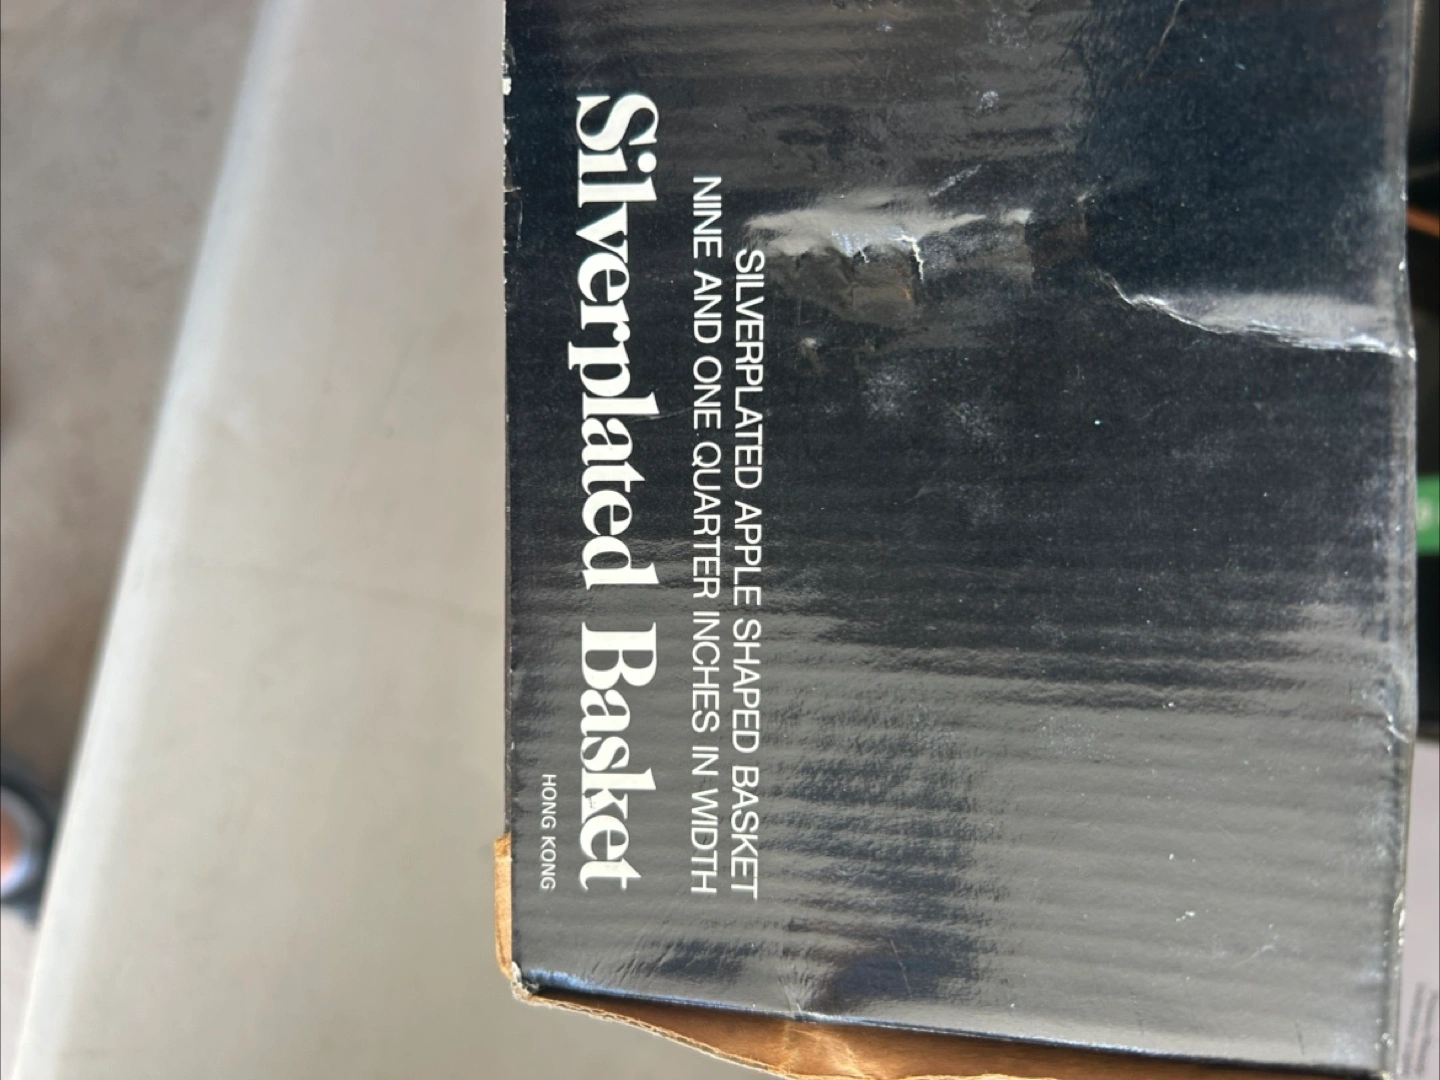 SILVERPLATED APPLE SHAPED BASKET
NINE AND ONE QUARTER INCHES IN WIDTH
Silverplated Basket
HONG KONG